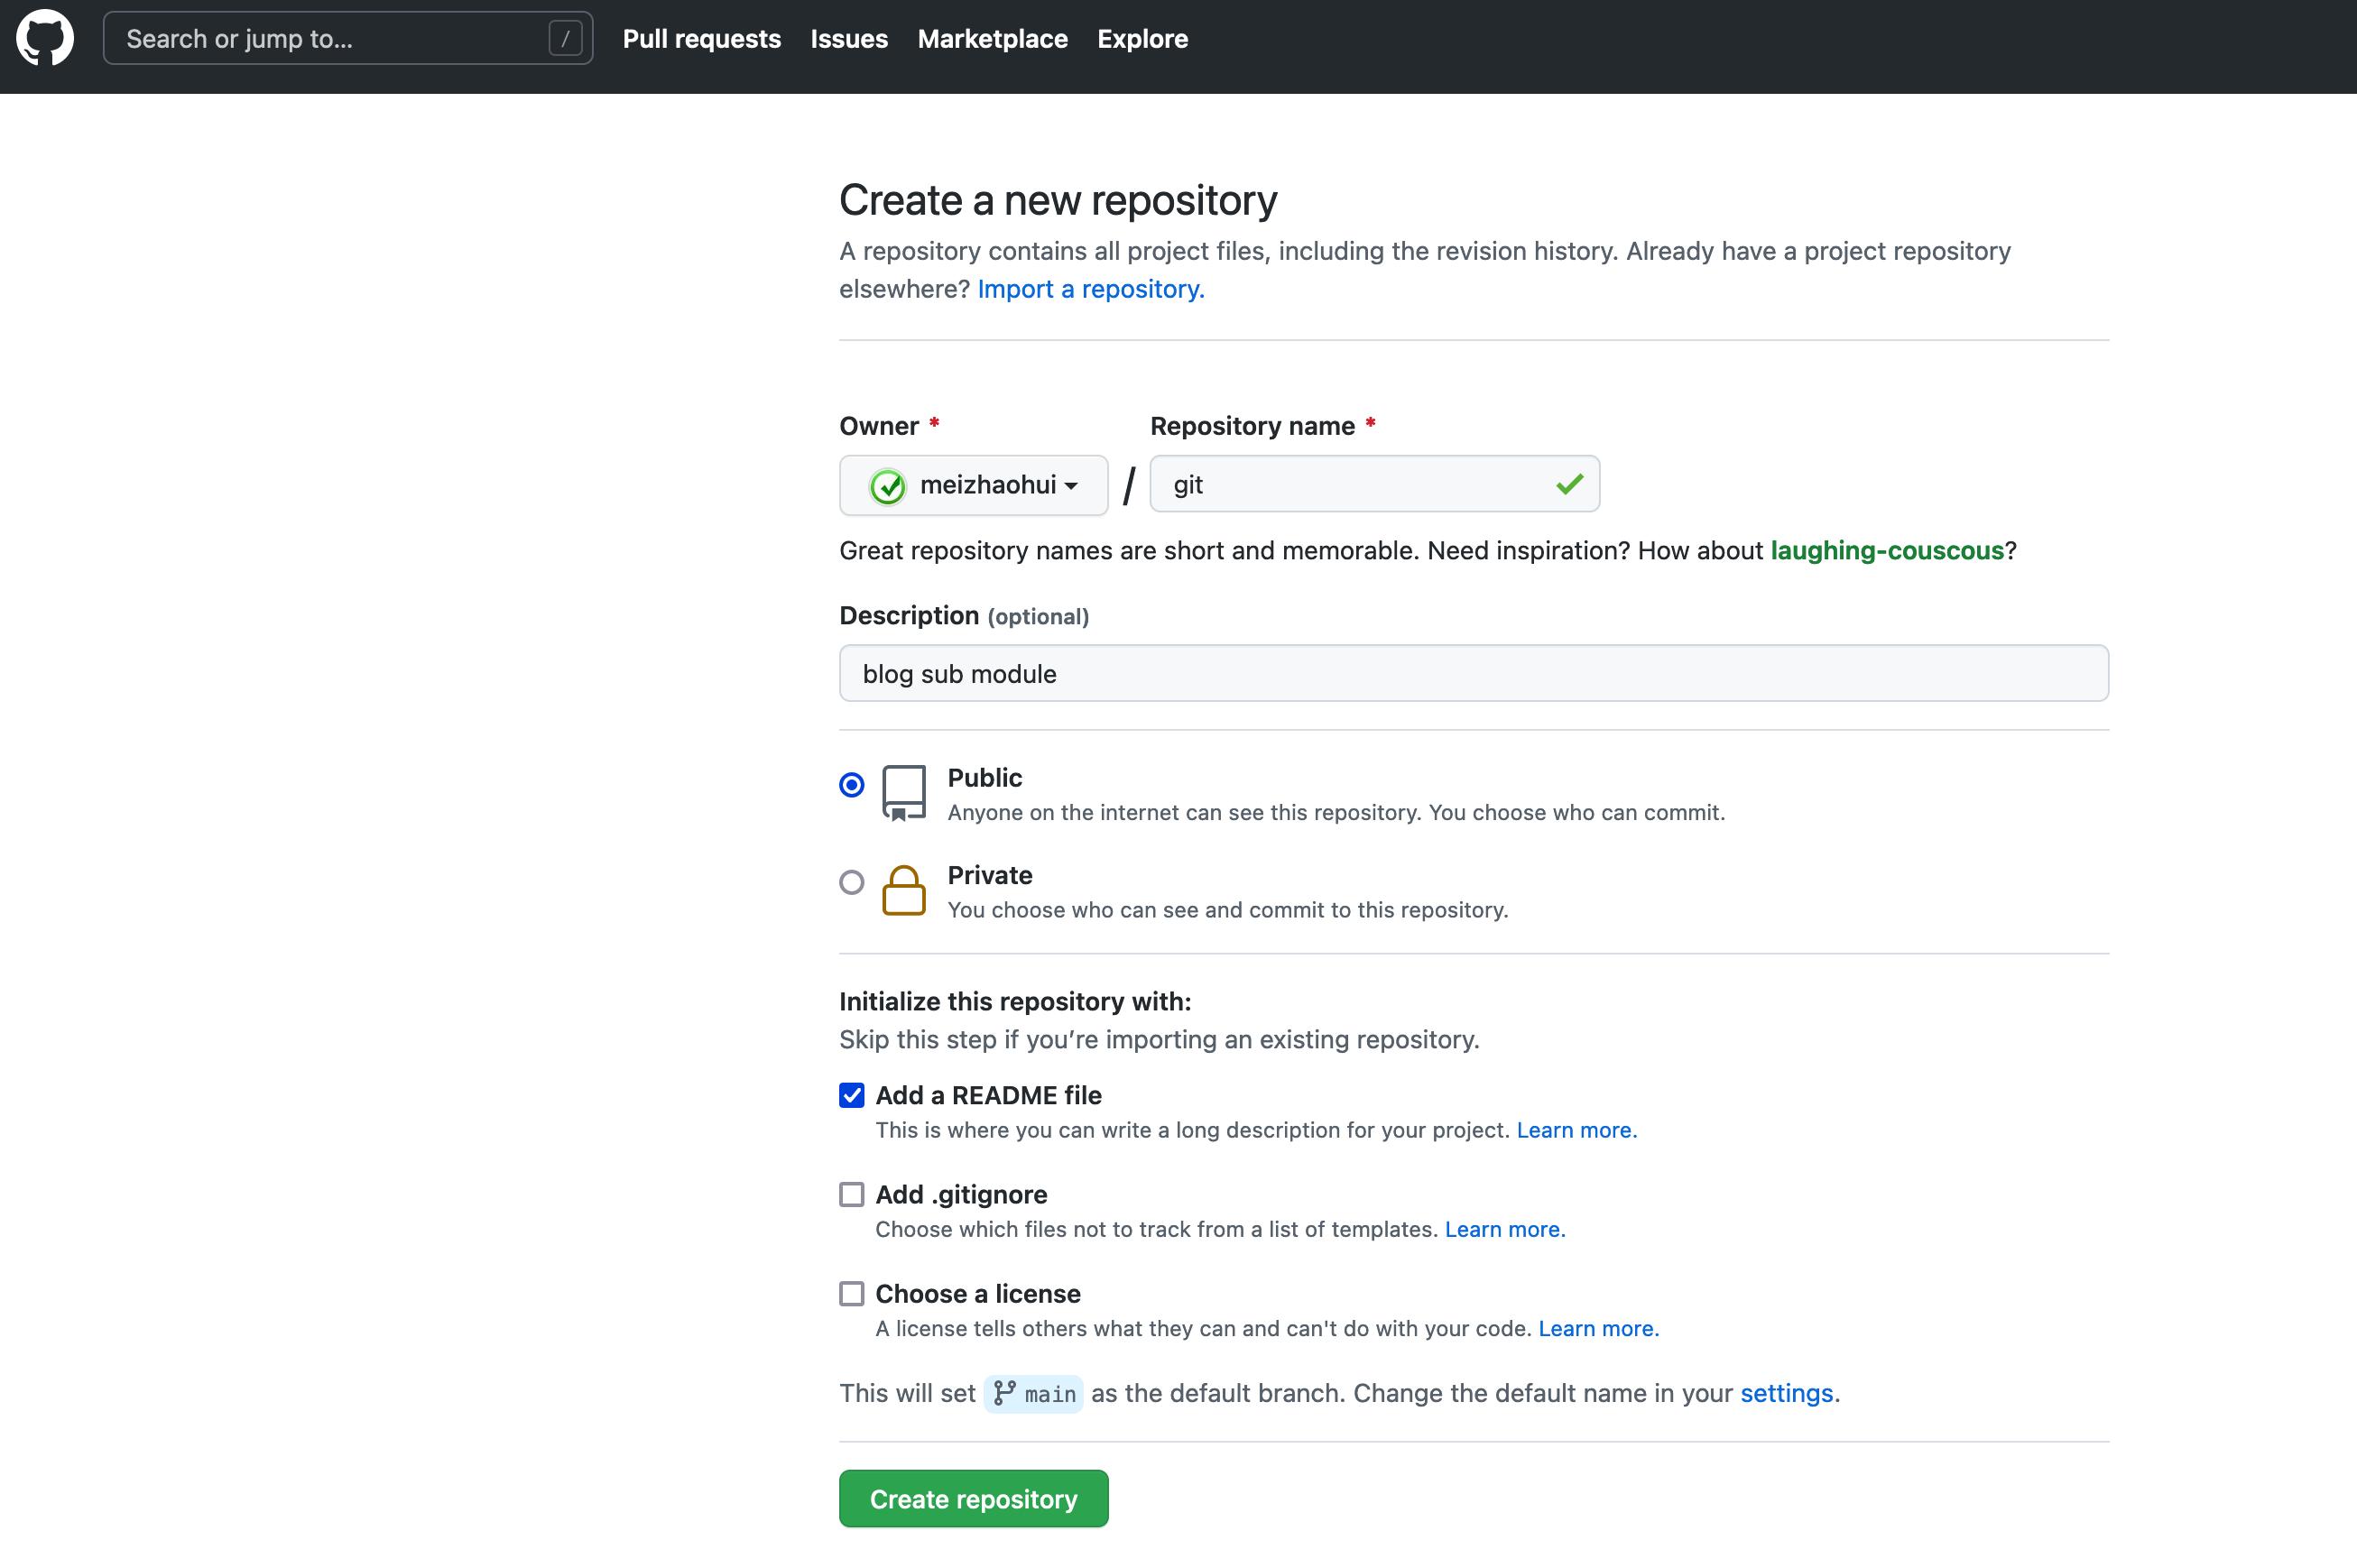 Search or jump to... / Pull requests Issues Marketplace Explore
Create a new repository
A repository contains all project files, including the revision history. Already have a project repository
elsewhere? Import a repository.
Owner * Repository name *
meizhaohui / git
Great repository names are short and memorable. Need inspiration? How about laughing-couscous?
Description (optional)
blog sub module
Public
Anyone on the internet can see this repository. You choose who can commit.
Private
You choose who can see and commit to this repository.
Initialize this repository with:
Skip this step if you’re importing an existing repository.
Add a README file
This is where you can write a long description for your project. Learn more.
Add .gitignore
Choose which files not to track from a list of templates. Learn more.
Choose a license
A license tells others what they can and can't do with your code. Learn more.
This will set main as the default branch. Change the default name in your settings.
Create repository